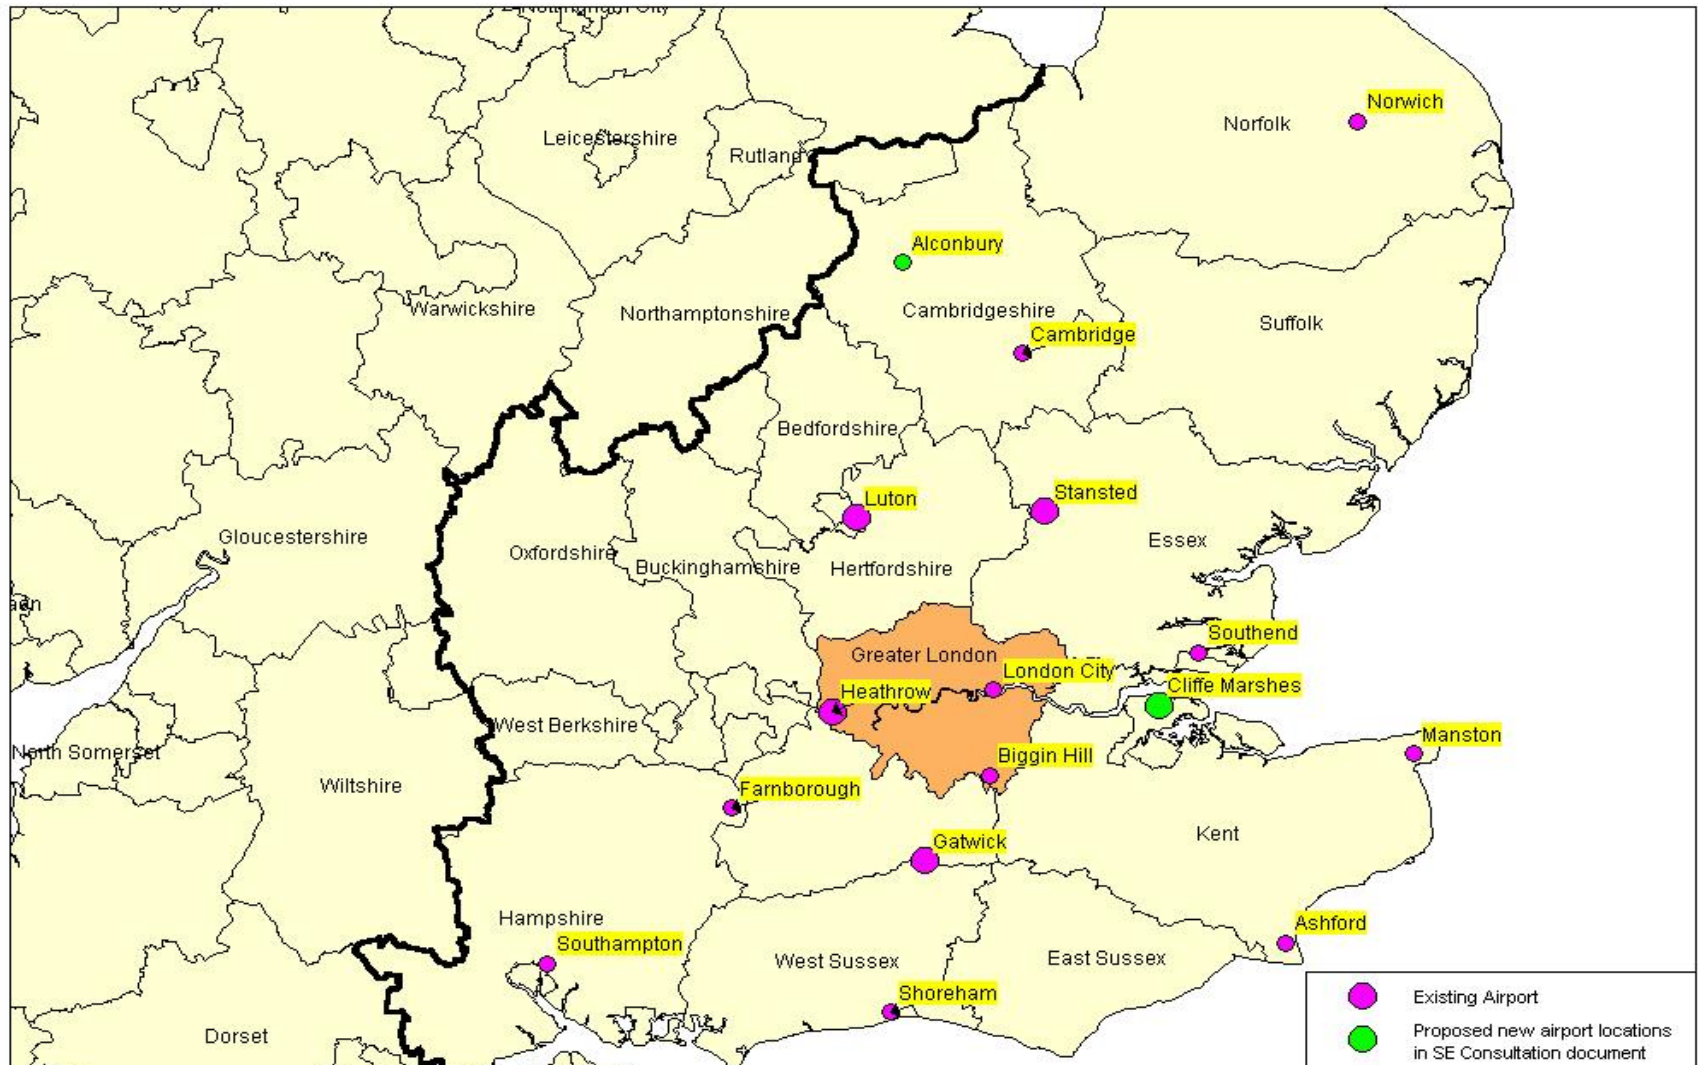 Norwich
Norfolk
Leicestershire
Rutland
Alconbury
Warwickshire
Northamptonshire
Cambridgeshire
Suffolk
Cambridge
Bedfordshire
Luton
Stansted
Gloucestershire
Oxfordshire
Buckinghamshire
Hertfordshire
Essex
Southend
Greater London
London City
Cliffe Marshes
Heathrow
West Berkshire
North Somerset
Manston
Wiltshire
Biggin Hill
Farnborough
Kent
Gatwick
Hampshire
Southampton
Ashford
West Sussex
East Sussex
Shoreham
Dorset
Existing Airport
Proposed new airport locations
in SE Consultation document